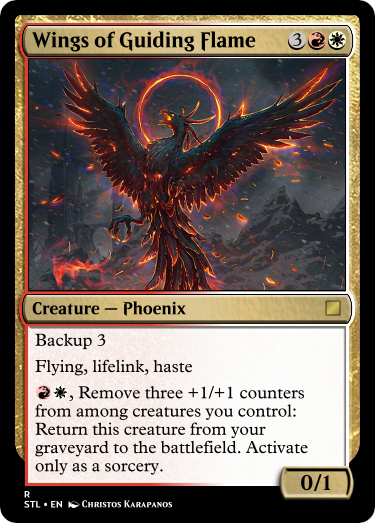 Wings of Guiding Flame 3
Creature — Phoenix
Backup 3
Flying, lifelink, haste
, Remove three +1/+1 counters
from among creatures you control:
Return this creature from your
graveyard to the battlefield. Activate
only as a sorcery.
0/1
R
STL • EN Christos Karapanos